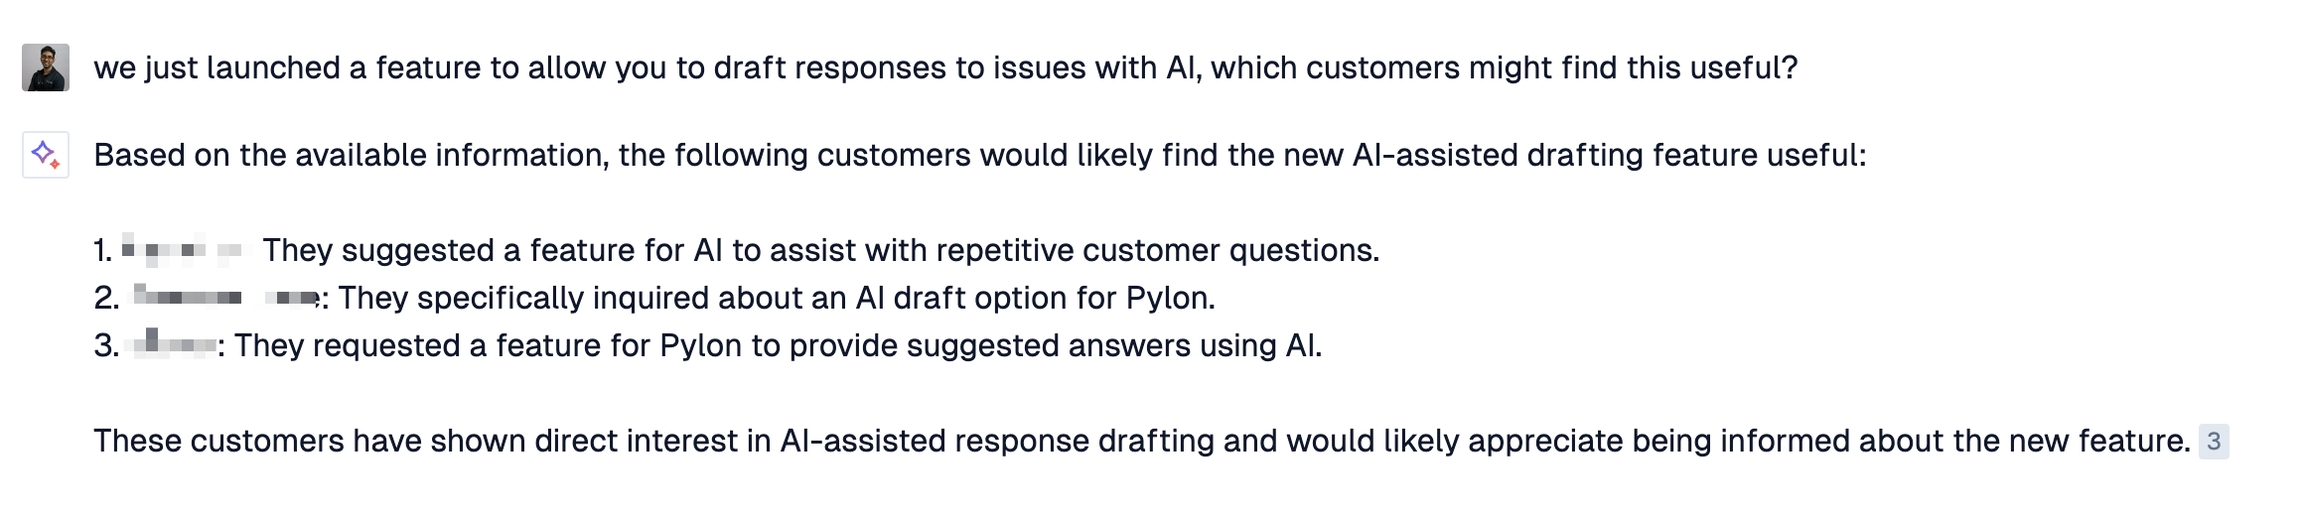 we just launched a feature to allow you to draft responses to issues with AI, which customers might find this useful?
Based on the available information, the following customers would likely find the new AI-assisted drafting feature useful:
1. They suggested a feature for AI to assist with repetitive customer questions.
2. : They specifically inquired about an AI draft option for Pylon.
3. : They requested a feature for Pylon to provide suggested answers using AI.
These customers have shown direct interest in AI-assisted response drafting and would likely appreciate being informed about the new feature. 3